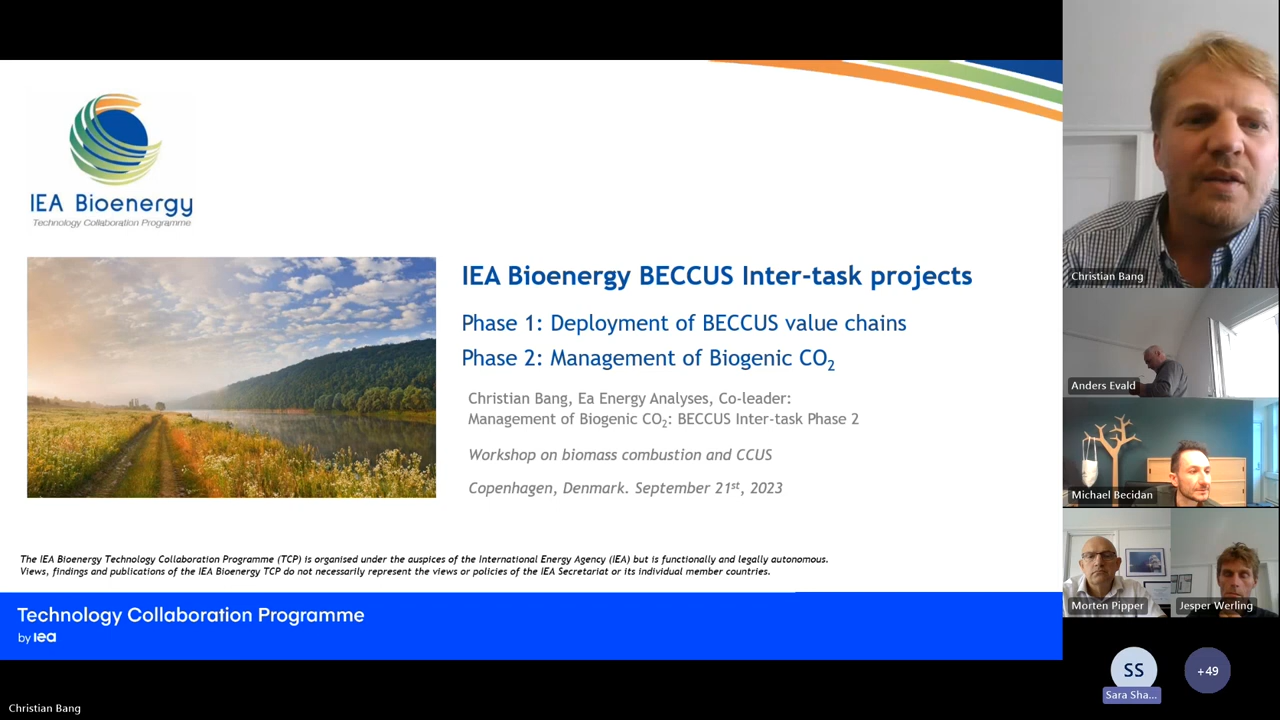 IEA Bioenergy
Technology Collaboration Programme
IEA Bioenergy BECCUS Inter-task projects
Phase 1: Deployment of BECCUS value chains
Phase 2: Management of Biogenic CO₂
Christian Bang, Ea Energy Analyses, Co-leader:
Management of Biogenic CO₂: BECCUS Inter-task Phase 2
Workshop on biomass combustion and CCUS
Copenhagen, Denmark. September 21ˢᵗ, 2023
The IEA Bioenergy Technology Collaboration Programme (TCP) is organised under the auspices of the International Energy Agency (IEA) but is functionally and legally autonomous.
Views, findings and publications of the IEA Bioenergy TCP do not necessarily represent the views or policies of the IEA Secretariat or its individual member countries.
Technology Collaboration Programme
by iea
Christian Bang
Christian Bang
Anders Evald
Michael Becidan
Morten Pipper
Jesper Werling
SS
Sara Sha...
+49